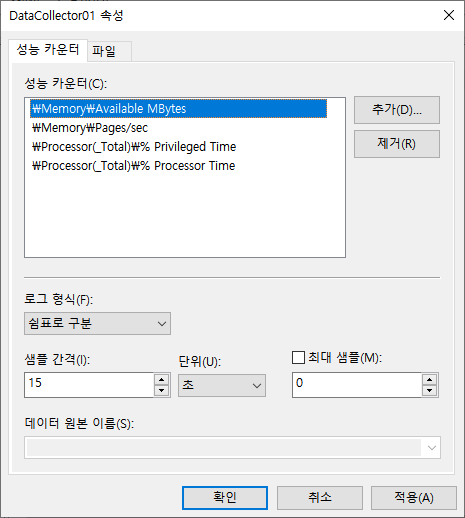 DataCollector01 속성
성능 카운터 파일
성능 카운터(C):
₩Memory₩Available MBytes
₩Memory₩Pages/sec
₩Processor(_Total)₩% Privileged Time
₩Processor(_Total)₩% Processor Time
추가(D)...
제거(R)
로그 형식(F):
쉼표로 구분
샘플 간격(I): 단위(U): 최대 샘플(M):
15 초 0
데이터 원본 이름(S):
확인 취소 적용(A)